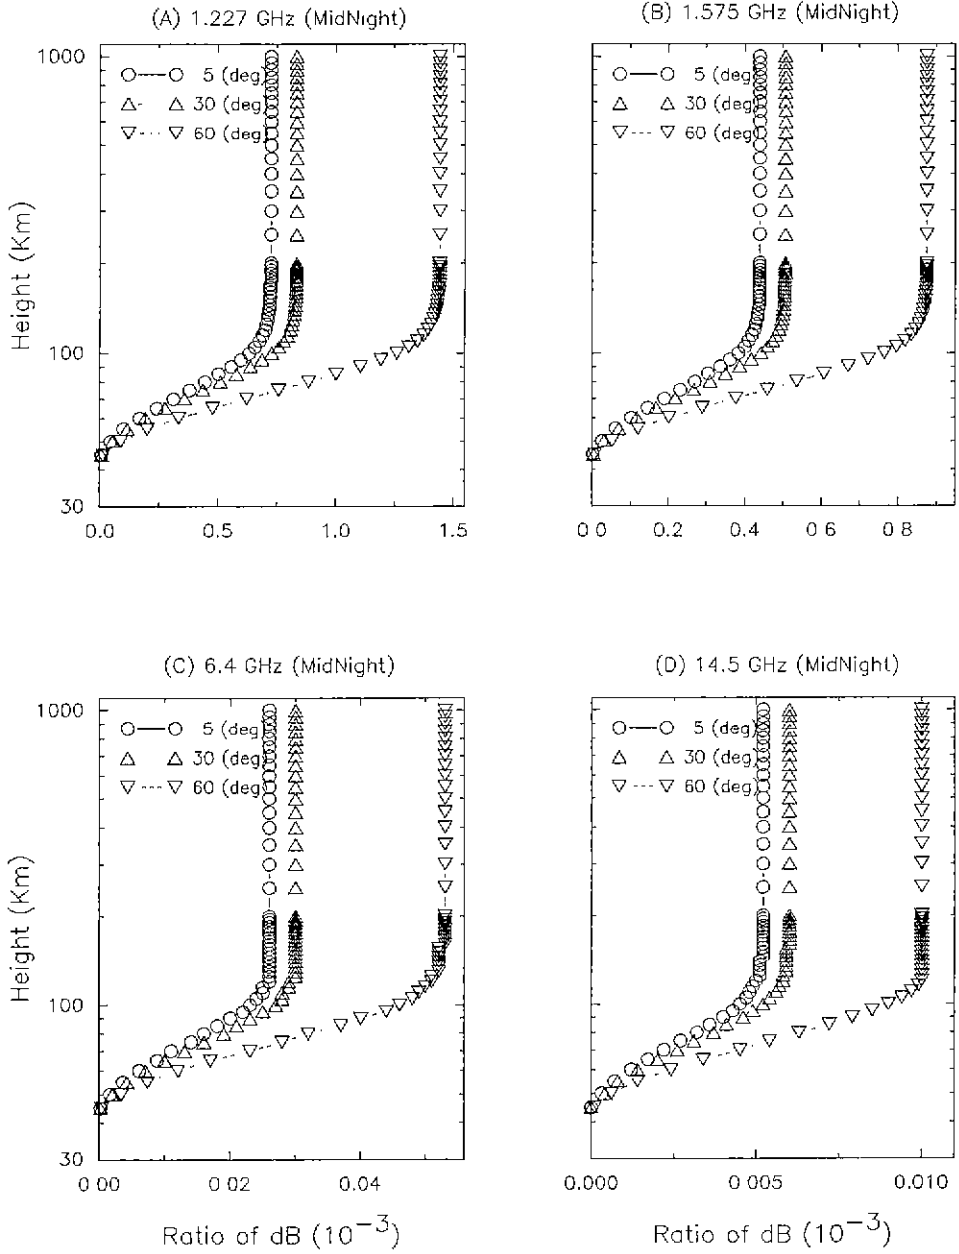 (A) 1.227 GHz (MidNight)
1000
5 (deg)
30 (deg)
60 (deg)
Height (Km)
100
30
0.0 0.5 1.0 1.5
(B) 1.575 GHz (MidNight)
5 (deg)
30 (deg)
60 (deg)
0.0 0.2 0.4 0 6 0.8
(C) 6.4 GHz (MidNight)
1000
5 (deg)
30 (deg)
60 (deg)
Height (Km)
100
30
0 00 0 02 0.04
Ratio of dB (10⁻³)
(D) 14.5 GHz (MidNight)
5 (deg)
30 (deg)
60 (deg)
0.000 0 005 0.010
Ratio of dB (10⁻³)